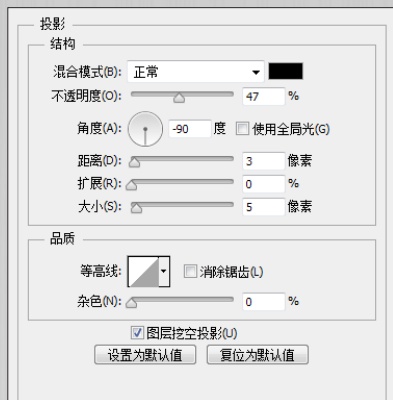 投影
结构
混合模式(B): 正常
不透明度(O): 47 %
角度(A): -90 度 使用全局光(G)
距离(D): 3 像素
扩展(R): 0 %
大小(S): 5 像素
品质
等高线: 消除锯齿(L)
杂色(N): 0 %
图层挖空投影(U)
设置为默认值 复位为默认值